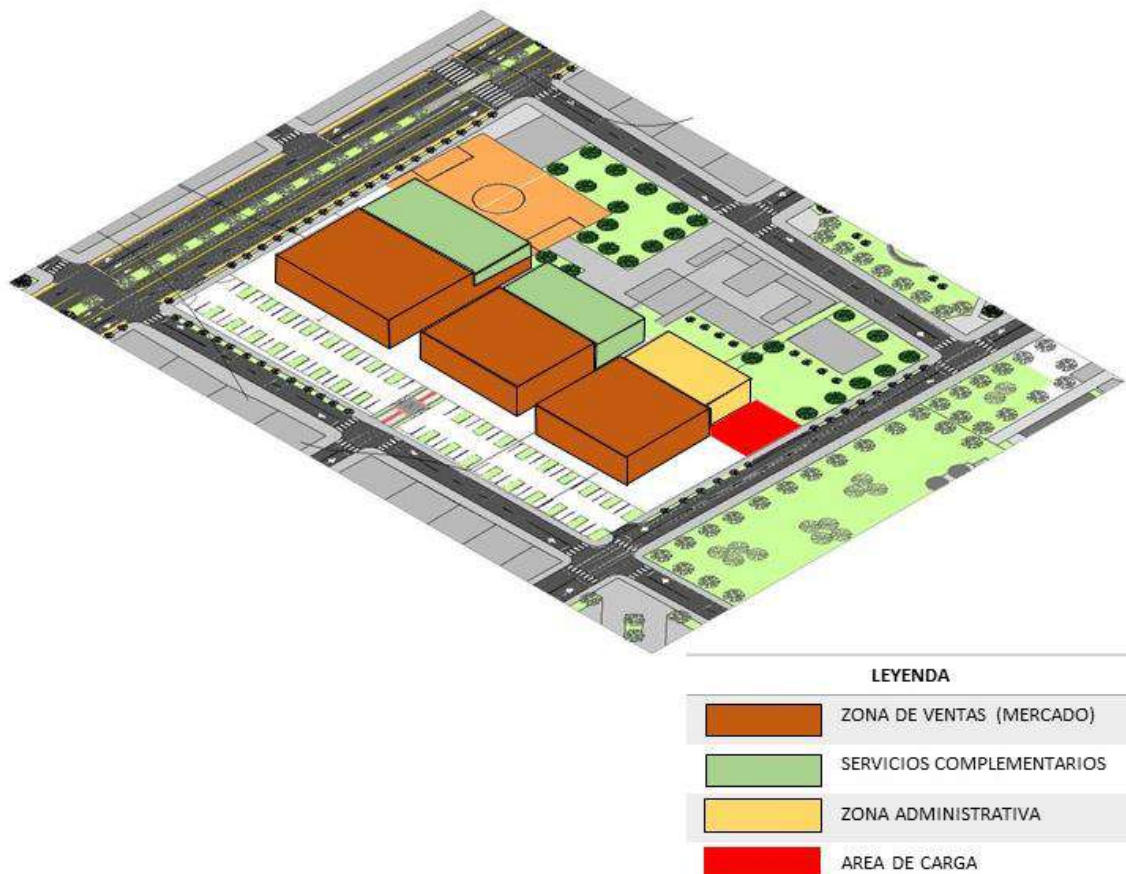 LEYENDA
ZONA DE VENTAS (MERCADO)
SERVICIOS COMPLEMENTARIOS
ZONA ADMINISTRATIVA
AREA DE CARGA